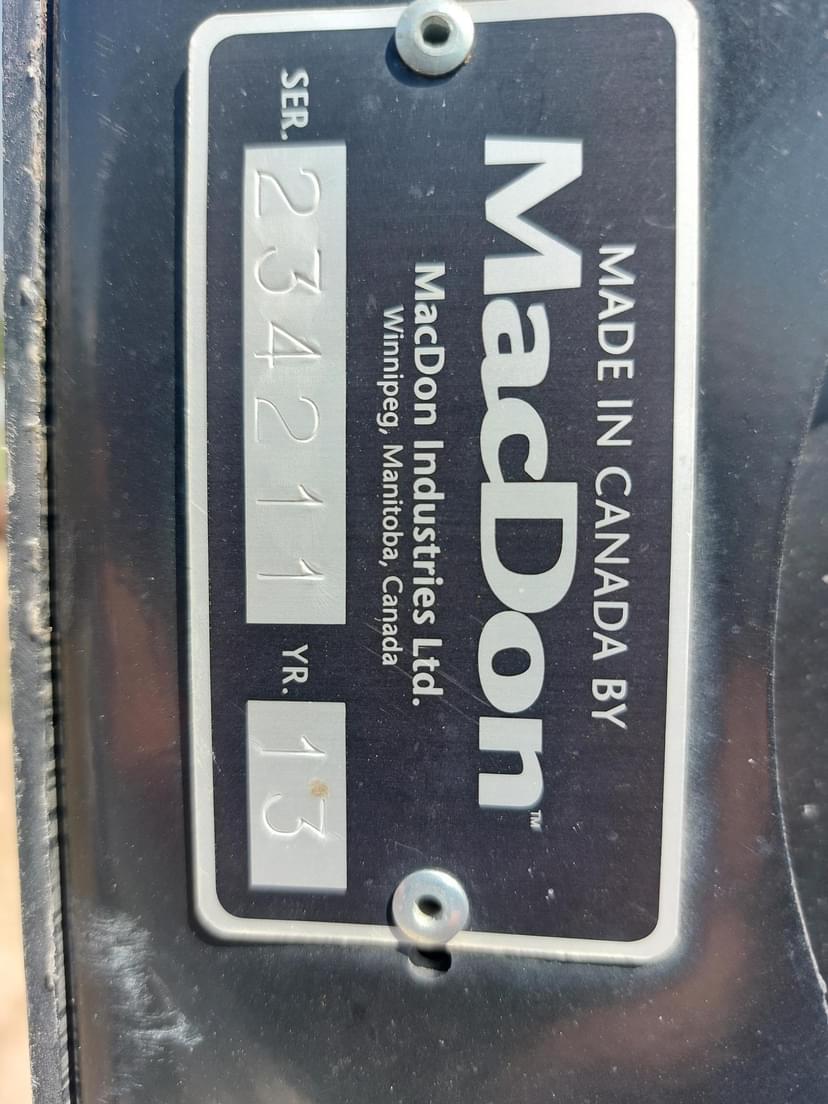 MADE IN CANADA BY
MacDon™
MacDon Industries Ltd.
Winnipeg, Manitoba, Canada
SER. 234211 YR. 13